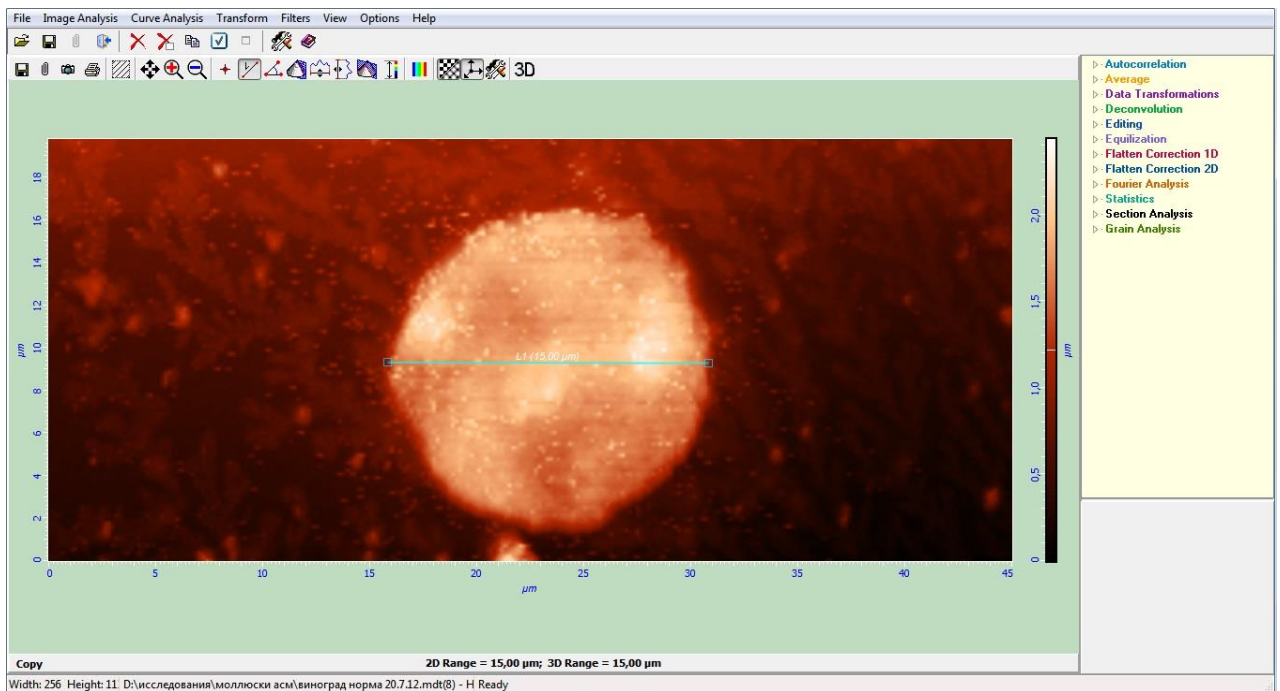 File Image Analysis Curve Analysis Transform Filters View Options Help
3D
Autocorrelation
Average
Data Transformations
Deconvolution
Editing
Equilization
Flatten Correction 1D
Flatten Correction 2D
Fourier Analysis
Statistics
Section Analysis
Grain Analysis
18
16
14
12
10
8
6
4
2
0
µm
L1 (15,00 µm)
2,0
1,5
1,0
0,5
0
µm
0 5 10 15 20 25 30 35 40 45
µm
Copy 2D Range = 15,00 µm; 3D Range = 15,00 µm
Width: 256 Height: 11 D:\исследования\моллюски асм\виноград норма 20.7.12.mdt(8) - H Ready